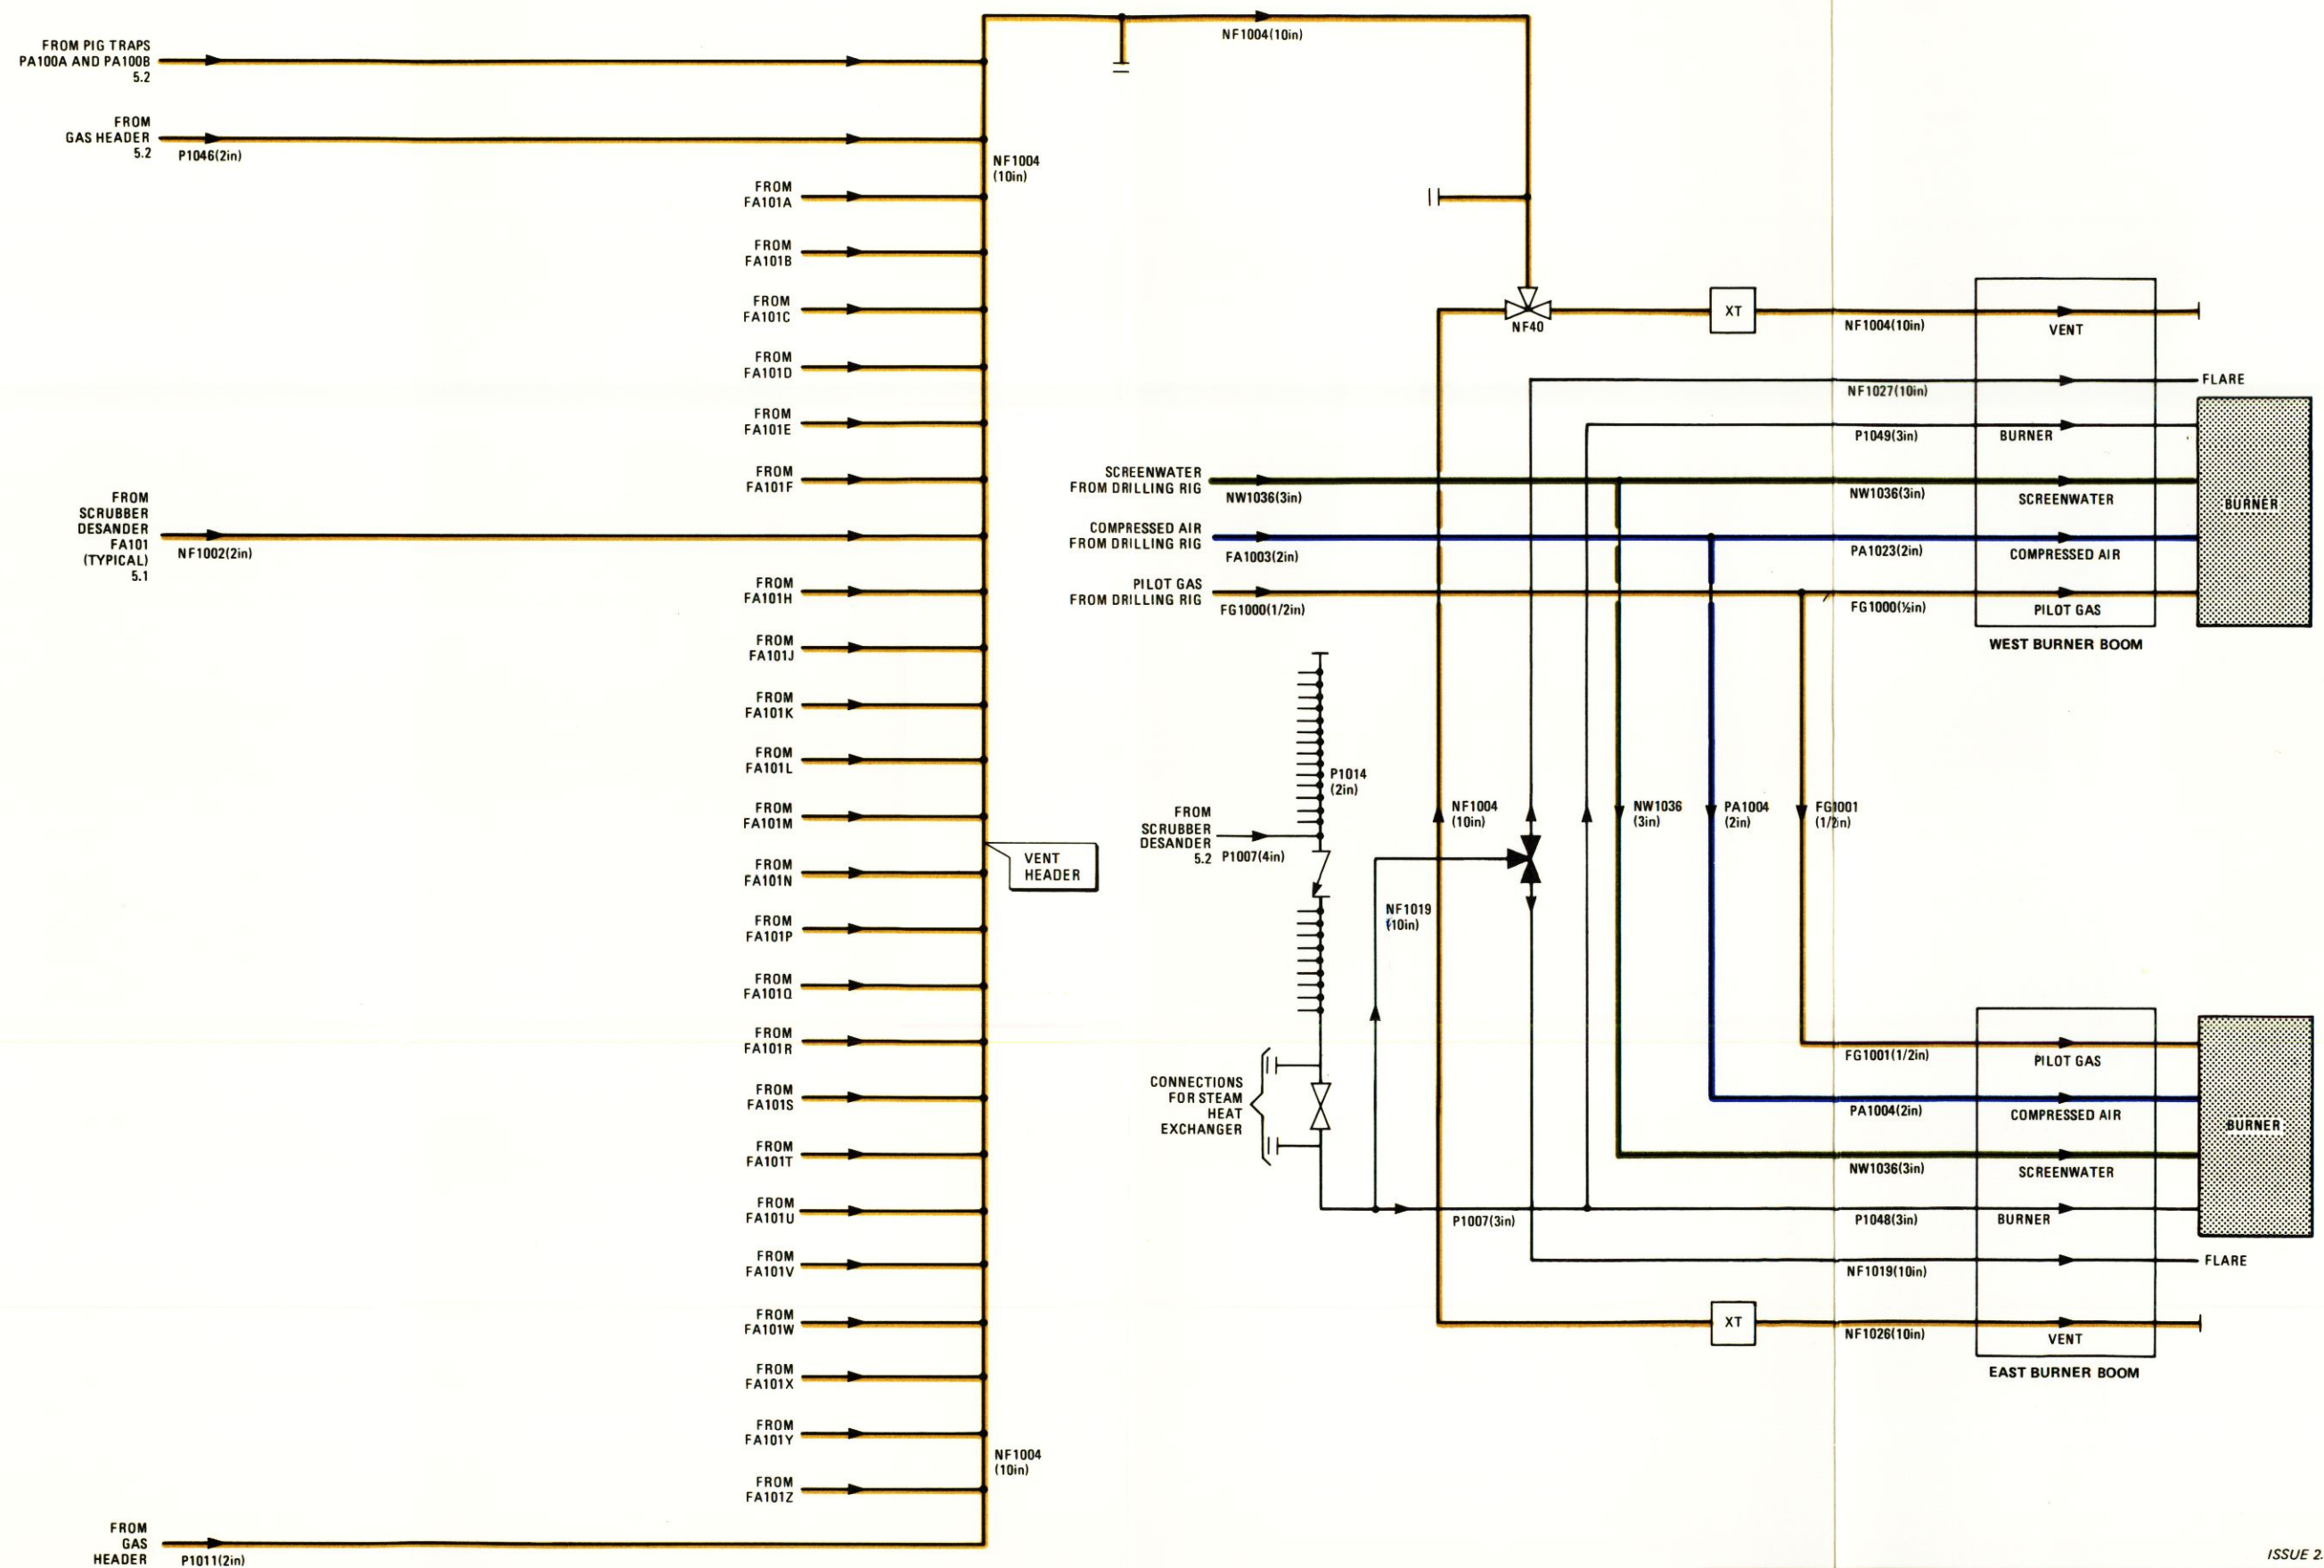 FROM PIG TRAPS
PA100A AND PA100B
5.2
FROM
GAS HEADER
5.2
P1046(2in)
FROM
FA101A
FROM
FA101B
FROM
FA101C
FROM
FA101D
FROM
FA101E
FROM
FA101F
FROM
SCRUBBER
DESANDER
FA101
(TYPICAL)
5.1
NF1002(2in)
FROM
FA101H
FROM
FA101J
FROM
FA101K
FROM
FA101L
FROM
FA101M
FROM
FA101N
FROM
FA101P
FROM
FA101Q
FROM
FA101R
FROM
FA101S
FROM
FA101T
FROM
FA101U
FROM
FA101V
FROM
FA101W
FROM
FA101X
FROM
FA101Y
FROM
FA101Z
FROM
GAS
HEADER
P1011(2in)
NF1004
(10in)
VENT
HEADER
NF1004
(10in)
NF1004(10in)
NF40
XT
NF1004(10in)
VENT
NF1027(10in)
FLARE
P1049(3in)
BURNER
SCREENWATER
FROM DRILLING RIG
NW1036(3in)
NW1036(3in)
SCREENWATER
COMPRESSED AIR
FROM DRILLING RIG
FA1003(2in)
PA1023(2in)
COMPRESSED AIR
PILOT GAS
FROM DRILLING RIG
FG1000(1/2in)
FG1000(½in)
PILOT GAS
BURNER
WEST BURNER BOOM
P1014
(2in)
FROM
SCRUBBER
DESANDER
5.2
P1007(4in)
NF1019
(10in)
NF1004
(10in)
NW1036
(3in)
PA1004
(2in)
FG1001
(1/2in)
CONNECTIONS
FOR STEAM
HEAT
EXCHANGER
P1007(3in)
FG1001(1/2in)
PILOT GAS
PA1004(2in)
COMPRESSED AIR
NW1036(3in)
SCREENWATER
P1048(3in)
BURNER
BURNER
NF1019(10in)
FLARE
XT
NF1026(10in)
VENT
EAST BURNER BOOM
ISSUE 2